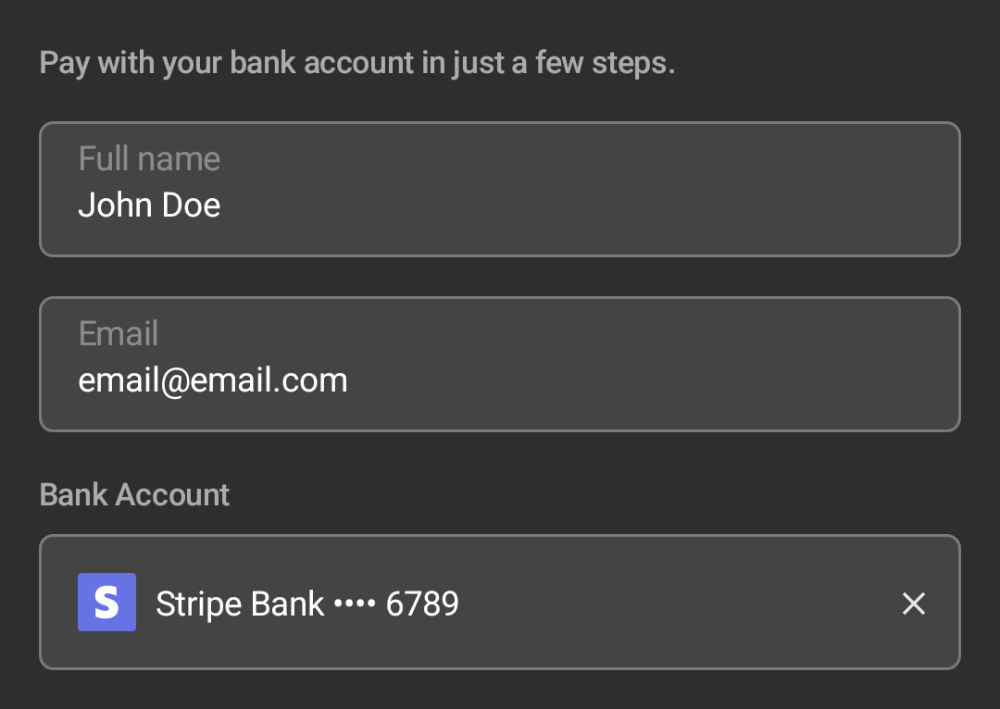 Pay with your bank account in just a few steps.
Full name
John Doe
Email
email@email.com
Bank Account
S Stripe Bank •••• 6789